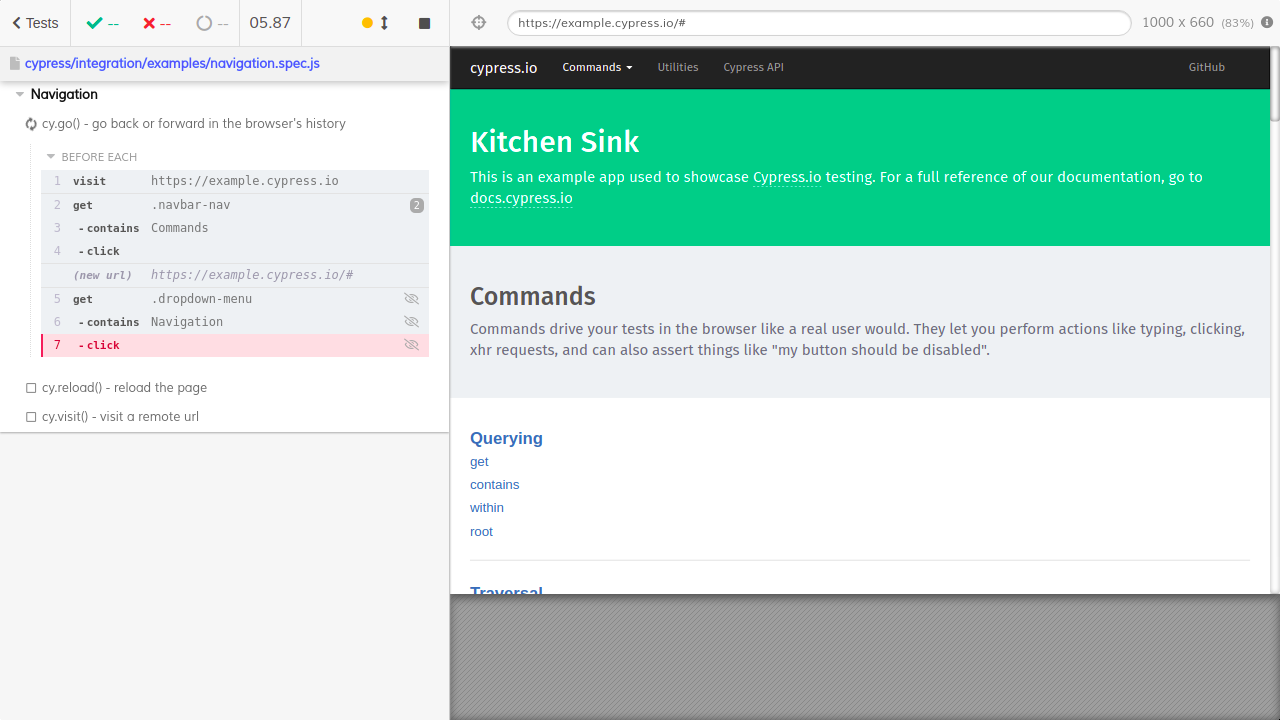 Tests
--
--
--
05.87
https://example.cypress.io/#
1000 x 660 (83%)
cypress/integration/examples/navigation.spec.js
Navigation
cy.go() - go back or forward in the browser's history
BEFORE EACH
1 visit https://example.cypress.io
2 get .navbar-nav 2
3 - contains Commands
4 - click
(new url) https://example.cypress.io/#
5 get .dropdown-menu
6 - contains Navigation
7 - click
cy.reload() - reload the page
cy.visit() - visit a remote url
cypress.io Commands Utilities Cypress API GitHub
Kitchen Sink
This is an example app used to showcase Cypress.io testing. For a full reference of our documentation, go to
docs.cypress.io
Commands
Commands drive your tests in the browser like a real user would. They let you perform actions like typing, clicking,
xhr requests, and can also assert things like "my button should be disabled".
Querying
get
contains
within
root
Traversal